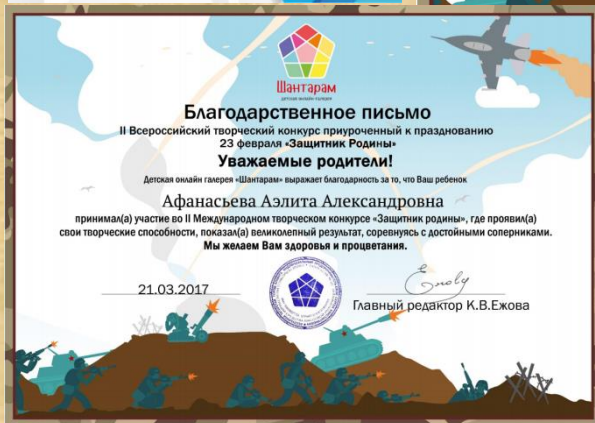 Шантарам
ДЕТСКАЯ ОНЛАЙН ГАЛЕРЕЯ
Благодарственное письмо
II Всероссийский творческий конкурс приуроченный к празднованию
23 февраля «Защитник Родины»
Уважаемые родители!
Детская онлайн галерея «Шантарам» выражает благодарность за то, что Ваш ребенок
Афанасьева Аэлита Александровна
принимал(а) участие во II Международном творческом конкурсе «Защитник родины», где проявил(а)
свои творческие способности, показал(а) великолепный результат, соревнуясь с достойными соперниками.
Мы желаем Вам здоровья и процветания.
21.03.2017
Главный редактор К.В.Ежова